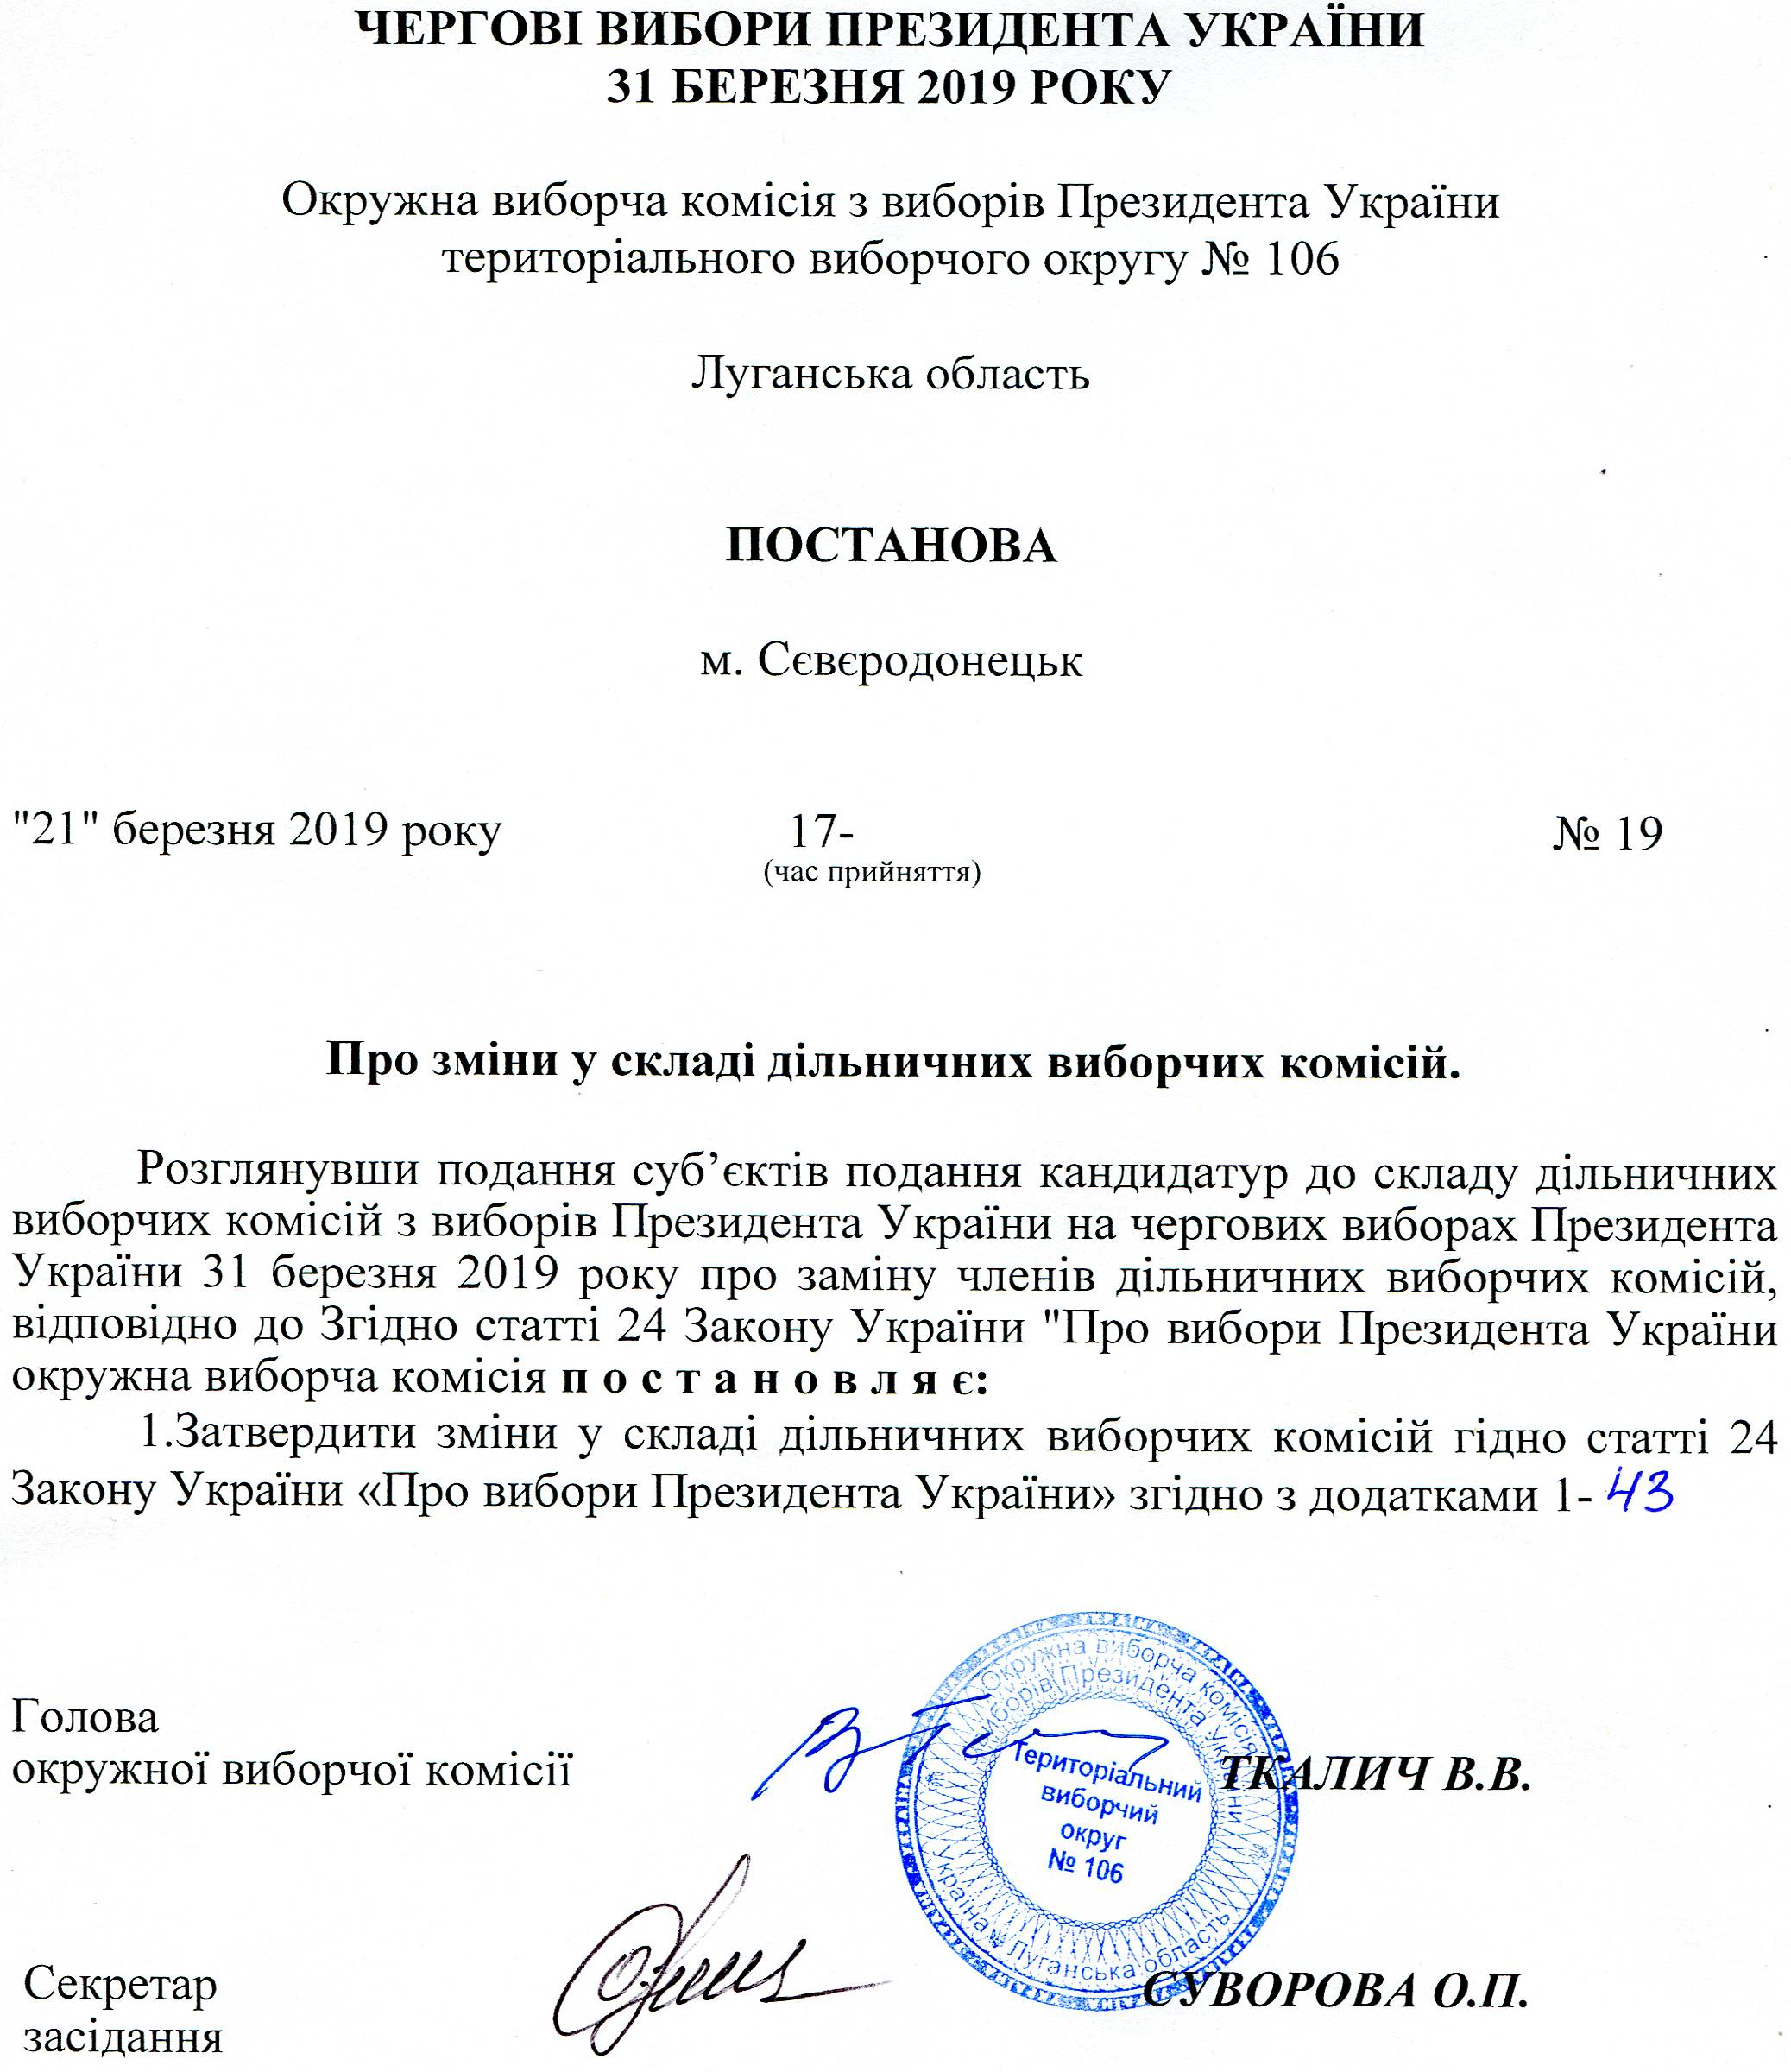 ЧЕРГОВІ ВИБОРИ ПРЕЗИДЕНТА УКРАЇНИ
31 БЕРЕЗНЯ 2019 РОКУ
Окружна виборча комісія з виборів Президента України
територіального виборчого округу № 106
Луганська область
ПОСТАНОВА
м. Сєвєродонецьк
"21" березня 2019 року 17- № 19
(час прийняття)
Про зміни у складі дільничних виборчих комісій.
Розглянувши подання суб’єктів подання кандидатур до складу дільничних
виборчих комісій з виборів Президента України на чергових виборах Президента
України 31 березня 2019 року про заміну членів дільничних виборчих комісій,
відповідно до Згідно статті 24 Закону України "Про вибори Президента України
окружна виборча комісія п о с т а н о в л я є:
1.Затвердити зміни у складі дільничних виборчих комісій гідно статті 24
Закону України «Про вибори Президента України» згідно з додатками 1- 43
Голова
окружної виборчої комісії ТКАЛИЧ В.В.
Окружна виборча комісія
з виборів Президента України
Територіальний
виборчий
округ
№ 106
Україна Луганська область
Секретар СУВОРОВА О.П.
засідання